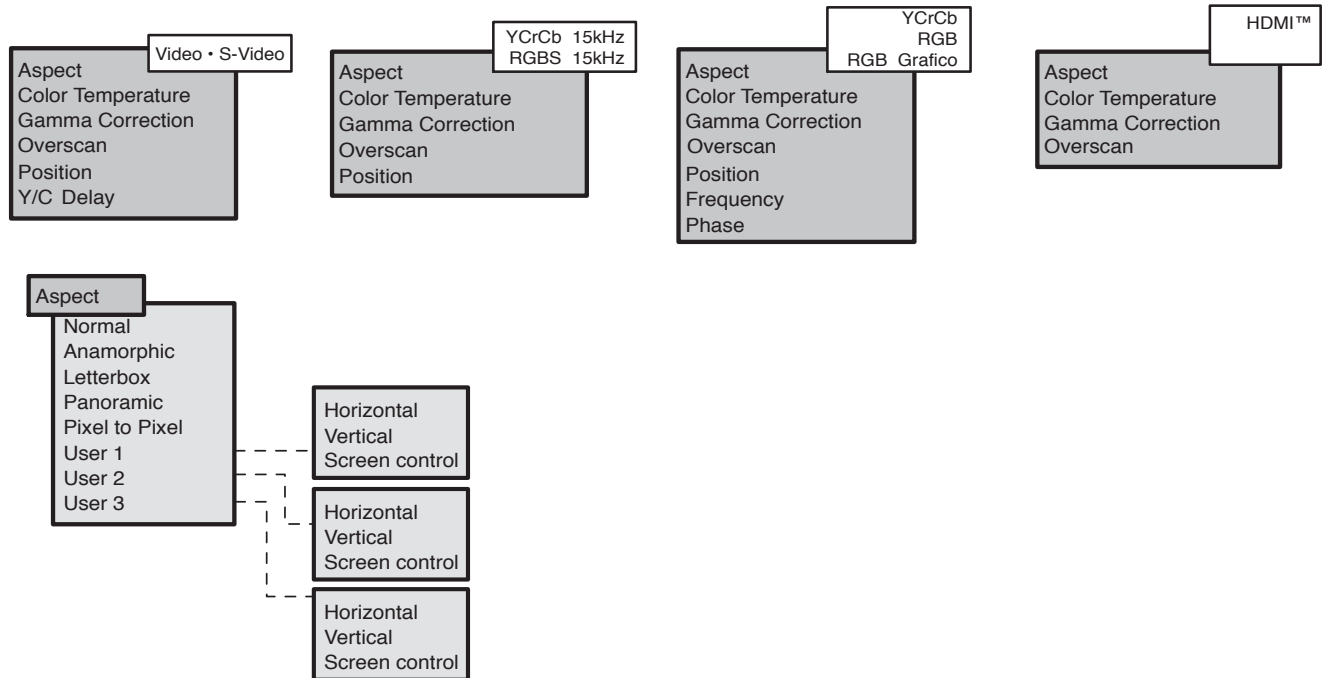 Video • S-Video
Aspect
Color Temperature
Gamma Correction
Overscan
Position
Y/C Delay
YCrCb 15kHz
RGBS 15kHz
Aspect
Color Temperature
Gamma Correction
Overscan
Position
YCrCb
RGB
RGB Grafico
Aspect
Color Temperature
Gamma Correction
Overscan
Position
Frequency
Phase
HDMI™
Aspect
Color Temperature
Gamma Correction
Overscan
Aspect
Normal
Anamorphic
Letterbox
Panoramic
Pixel to Pixel
User 1
User 2
User 3
Horizontal
Vertical
Screen control
Horizontal
Vertical
Screen control
Horizontal
Vertical
Screen control